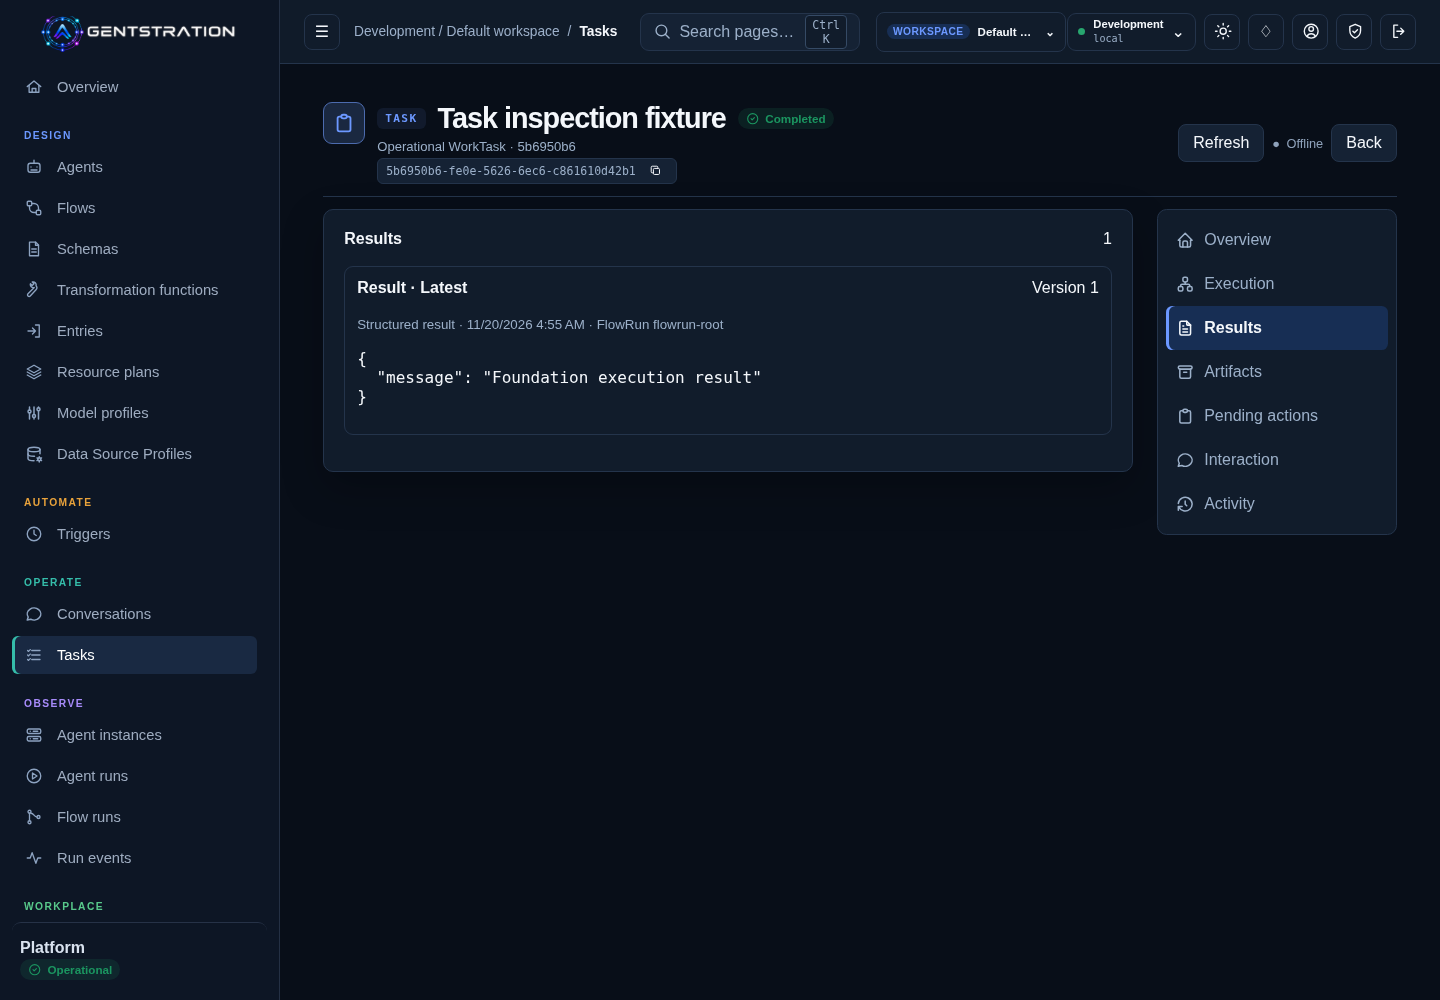 GENTSTRATION
Overview
DESIGN
Agents
Flows
Schemas
Transformation functions
Entries
Resource plans
Model profiles
Data Source Profiles
AUTOMATE
Triggers
OPERATE
Conversations
Tasks
OBSERVE
Agent instances
Agent runs
Flow runs
Run events
WORKPLACE
Platform
Operational
Development / Default workspace / Tasks
Search pages…
Ctrl
K
WORKSPACE Default …
Development
local
TASK Task inspection fixture Completed
Operational WorkTask · 5b6950b6
5b6950b6-fe0e-5626-6ec6-c861610d42b1
Refresh
Offline
Back
Results 1
Result · Latest Version 1
Structured result · 11/20/2026 4:55 AM · FlowRun flowrun-root
{
"message": "Foundation execution result"
}
Overview
Execution
Results
Artifacts
Pending actions
Interaction
Activity